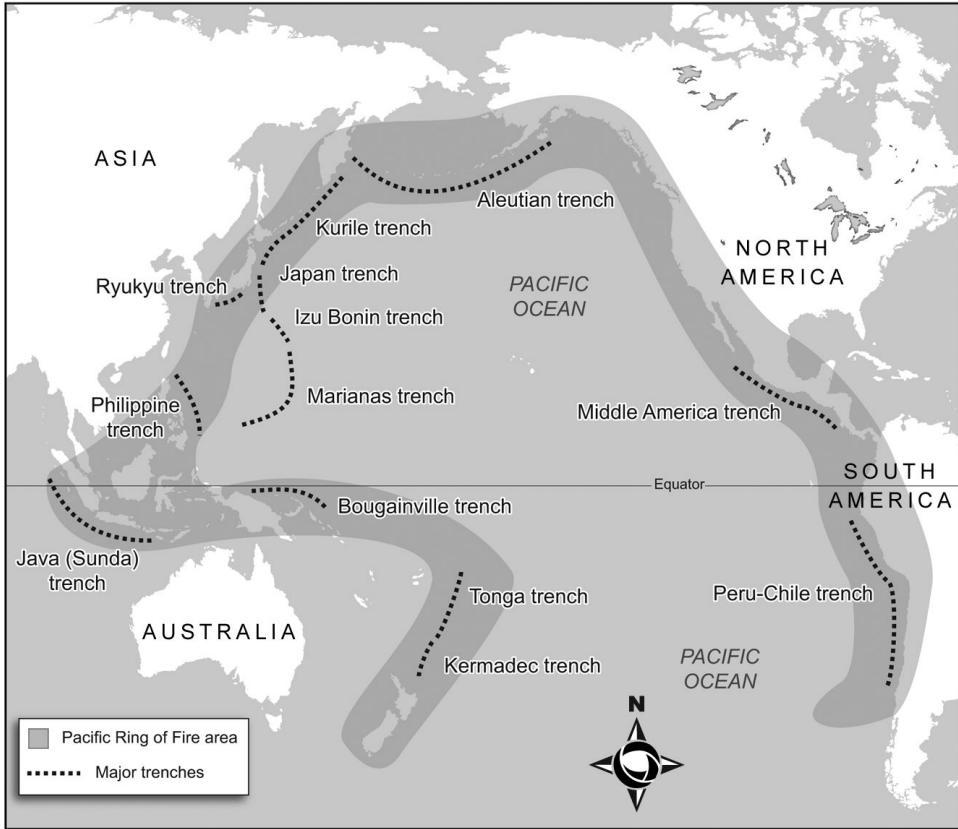 ASIA
Aleutian trench
Kurile trench
NORTH
AMERICA
Ryukyu trench
Japan trench
PACIFIC
OCEAN
Izu Bonin trench
Philippine
trench
Marianas trench
Middle America trench
SOUTH
AMERICA
Equator
Bougainville trench
Java (Sunda)
trench
Tonga trench
Peru-Chile trench
AUSTRALIA
Kermadec trench
PACIFIC
OCEAN
N
Pacific Ring of Fire area
Major trenches